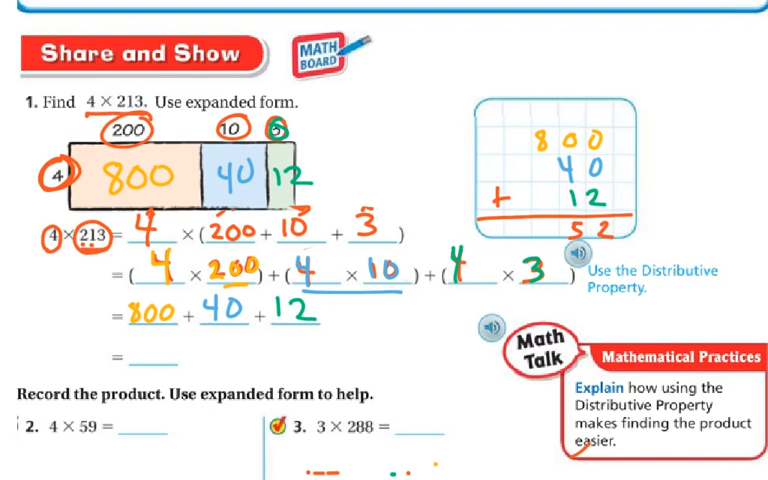 Share and Show
MATH BOARD
1. Find 4 × 213. Use expanded form.
200 10
4 800 40 12
4 × 213 = 4 × (200 + 10 + 3)
= (4 × 200) + (4 × 10) + (4 × 3)
= 800 + 40 + 12
= ____
800
40
+ 12
52
Use the Distributive
Property.
Math
Talk
Mathematical Practices
Explain how using the
Distributive Property
makes finding the product
easier.
Record the product. Use expanded form to help.
2. 4 × 59 = ____
3. 3 × 288 = ____